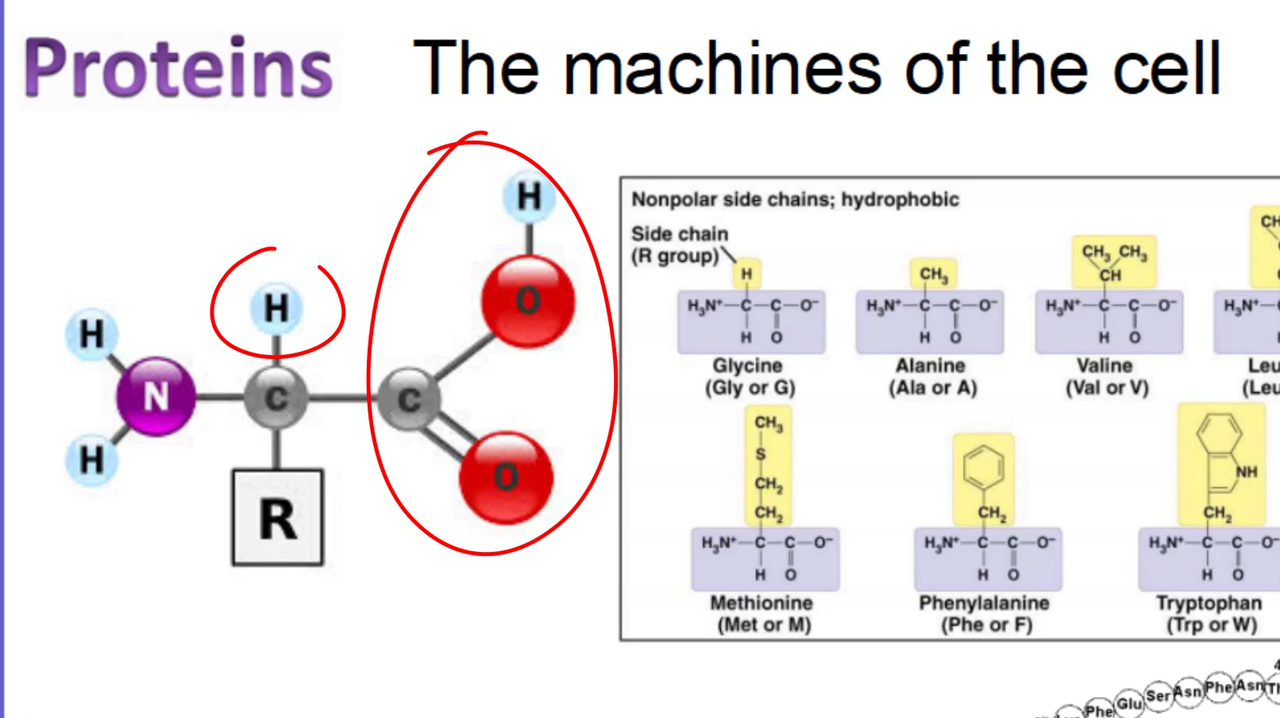 Proteins The machines of the cell
H
H
O
H
N C C
H
O
R
Nonpolar side chains; hydrophobic
Side chain
(R group)
H
H₃N⁺—C—C—O⁻
H O
Glycine
(Gly or G)
CH₃
H₃N⁺—C—C—O⁻
H O
Alanine
(Ala or A)
CH₃ CH₃
CH
H₃N⁺—C—C—O⁻
H O
Valine
(Val or V)
CH
H₃N⁺
Leu
(Leu
CH₃
S
CH₂
CH₂
H₃N⁺—C—C—O⁻
H O
Methionine
(Met or M)
CH₂
H₃N⁺—C—C—O⁻
H O
Phenylalanine
(Phe or F)
NH
CH₂
H₃N⁺—C—C—O⁻
H O
Tryptophan
(Trp or W)
Phe Glu Ser Asn Phe Asn Th